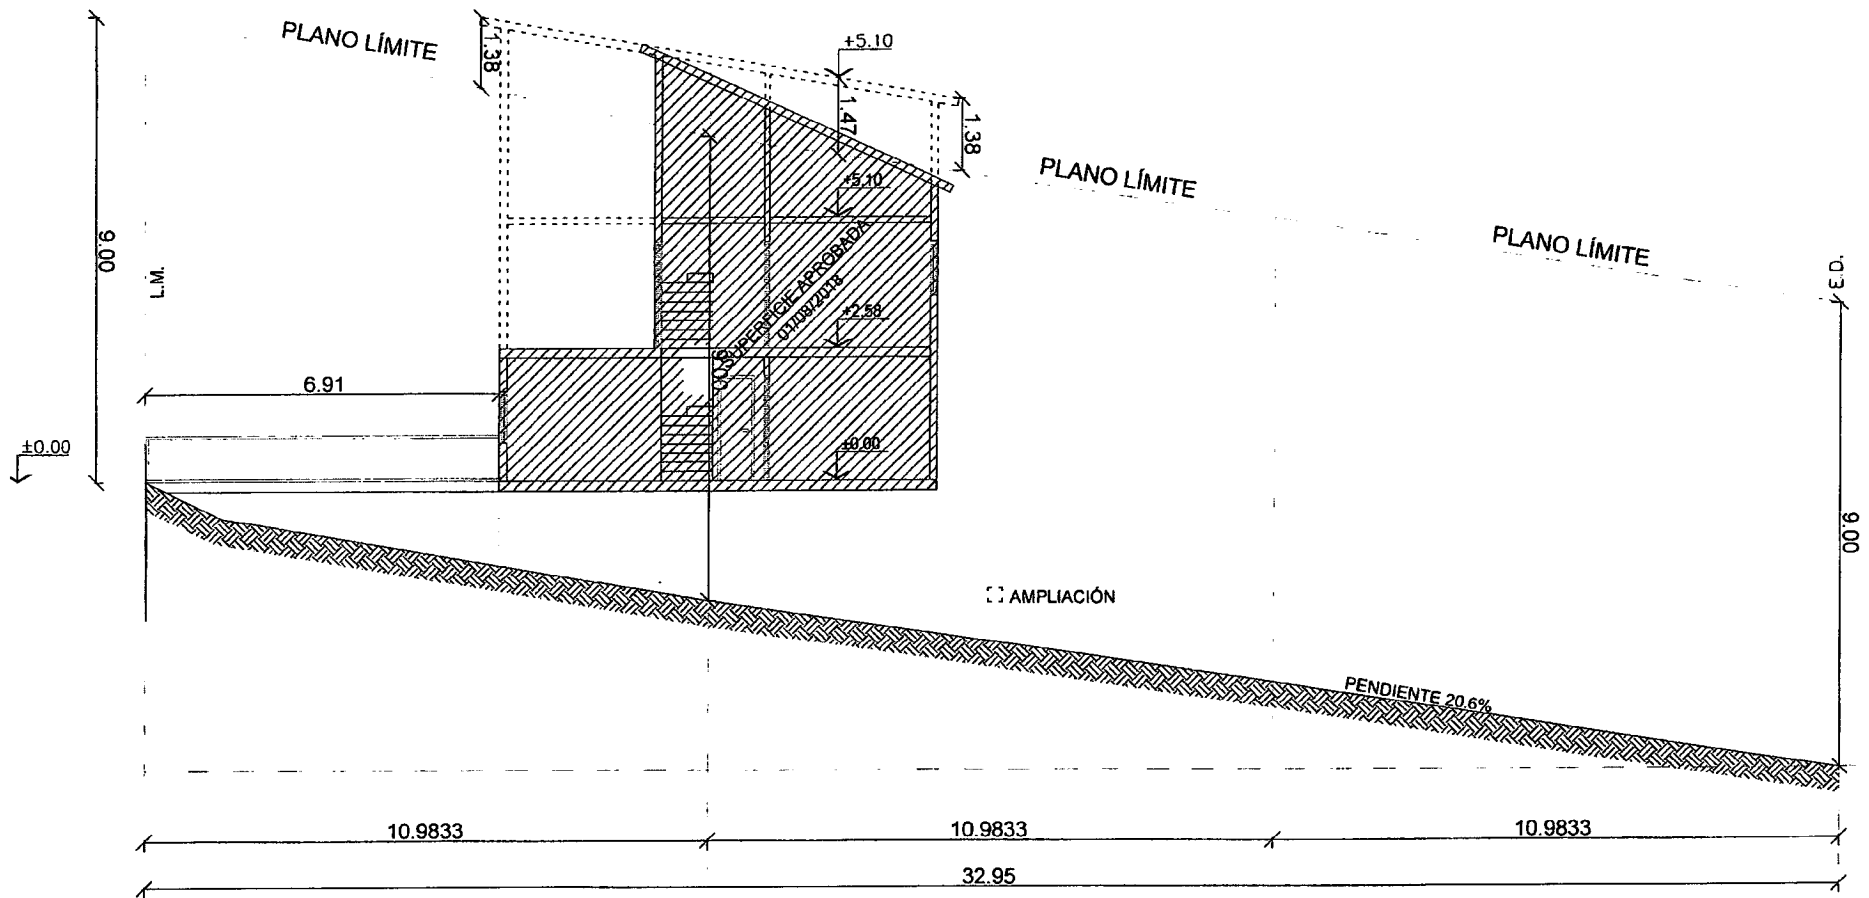 PLANO LÍMITE
1.38
+5.10
1.47
1.38
PLANO LÍMITE
+5.10
PLANO LÍMITE
9.00
L.M.
E.D.
SUPERFICIE APROBADA
01/08/2018
+2.58
9.00
6.91
±0.00
±0.00
9.00
AMPLIACIÓN
PENDIENTE 20.6%
10.9833
10.9833
10.9833
32.95